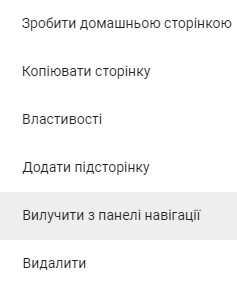 Зробити домашньою сторінкою
Копіювати сторінку
Властивості
Додати підсторінку
Вилучити з панелі навігації
Видалити